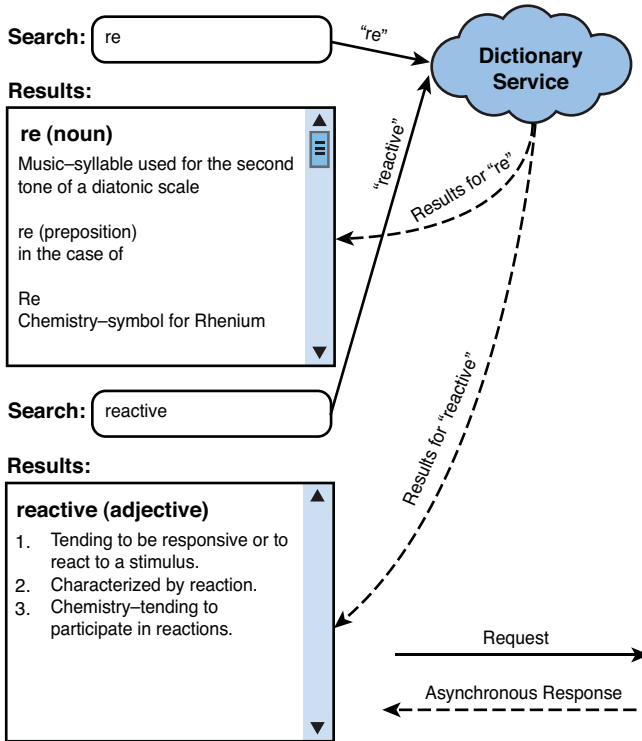 Search: re
"re"
Dictionary
Service
Results:
re (noun)
Music–syllable used for the second
tone of a diatonic scale
re (preposition)
in the case of
Re
Chemistry–symbol for Rhenium
"reactive"
Results for "re"
Search: reactive
Results for "reactive"
Results:
reactive (adjective)
1. Tending to be responsive or to
react to a stimulus.
2. Characterized by reaction.
3. Chemistry–tending to
participate in reactions.
Request
Asynchronous Response